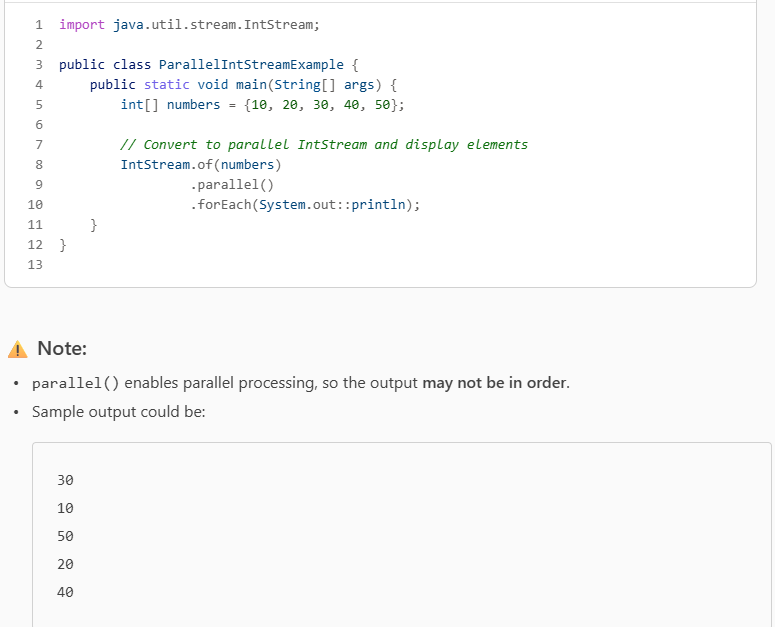 1 import java.util.stream.IntStream;
2
3 public class ParallelIntStreamExample {
4     public static void main(String[] args) {
5         int[] numbers = {10, 20, 30, 40, 50};
6
7         // Convert to parallel IntStream and display elements
8         IntStream.of(numbers)
9                  .parallel()
10                  .forEach(System.out::println);
11     }
12 }
13
⚠️ Note:
• parallel() enables parallel processing, so the output may not be in order.
• Sample output could be:
30
10
50
20
40